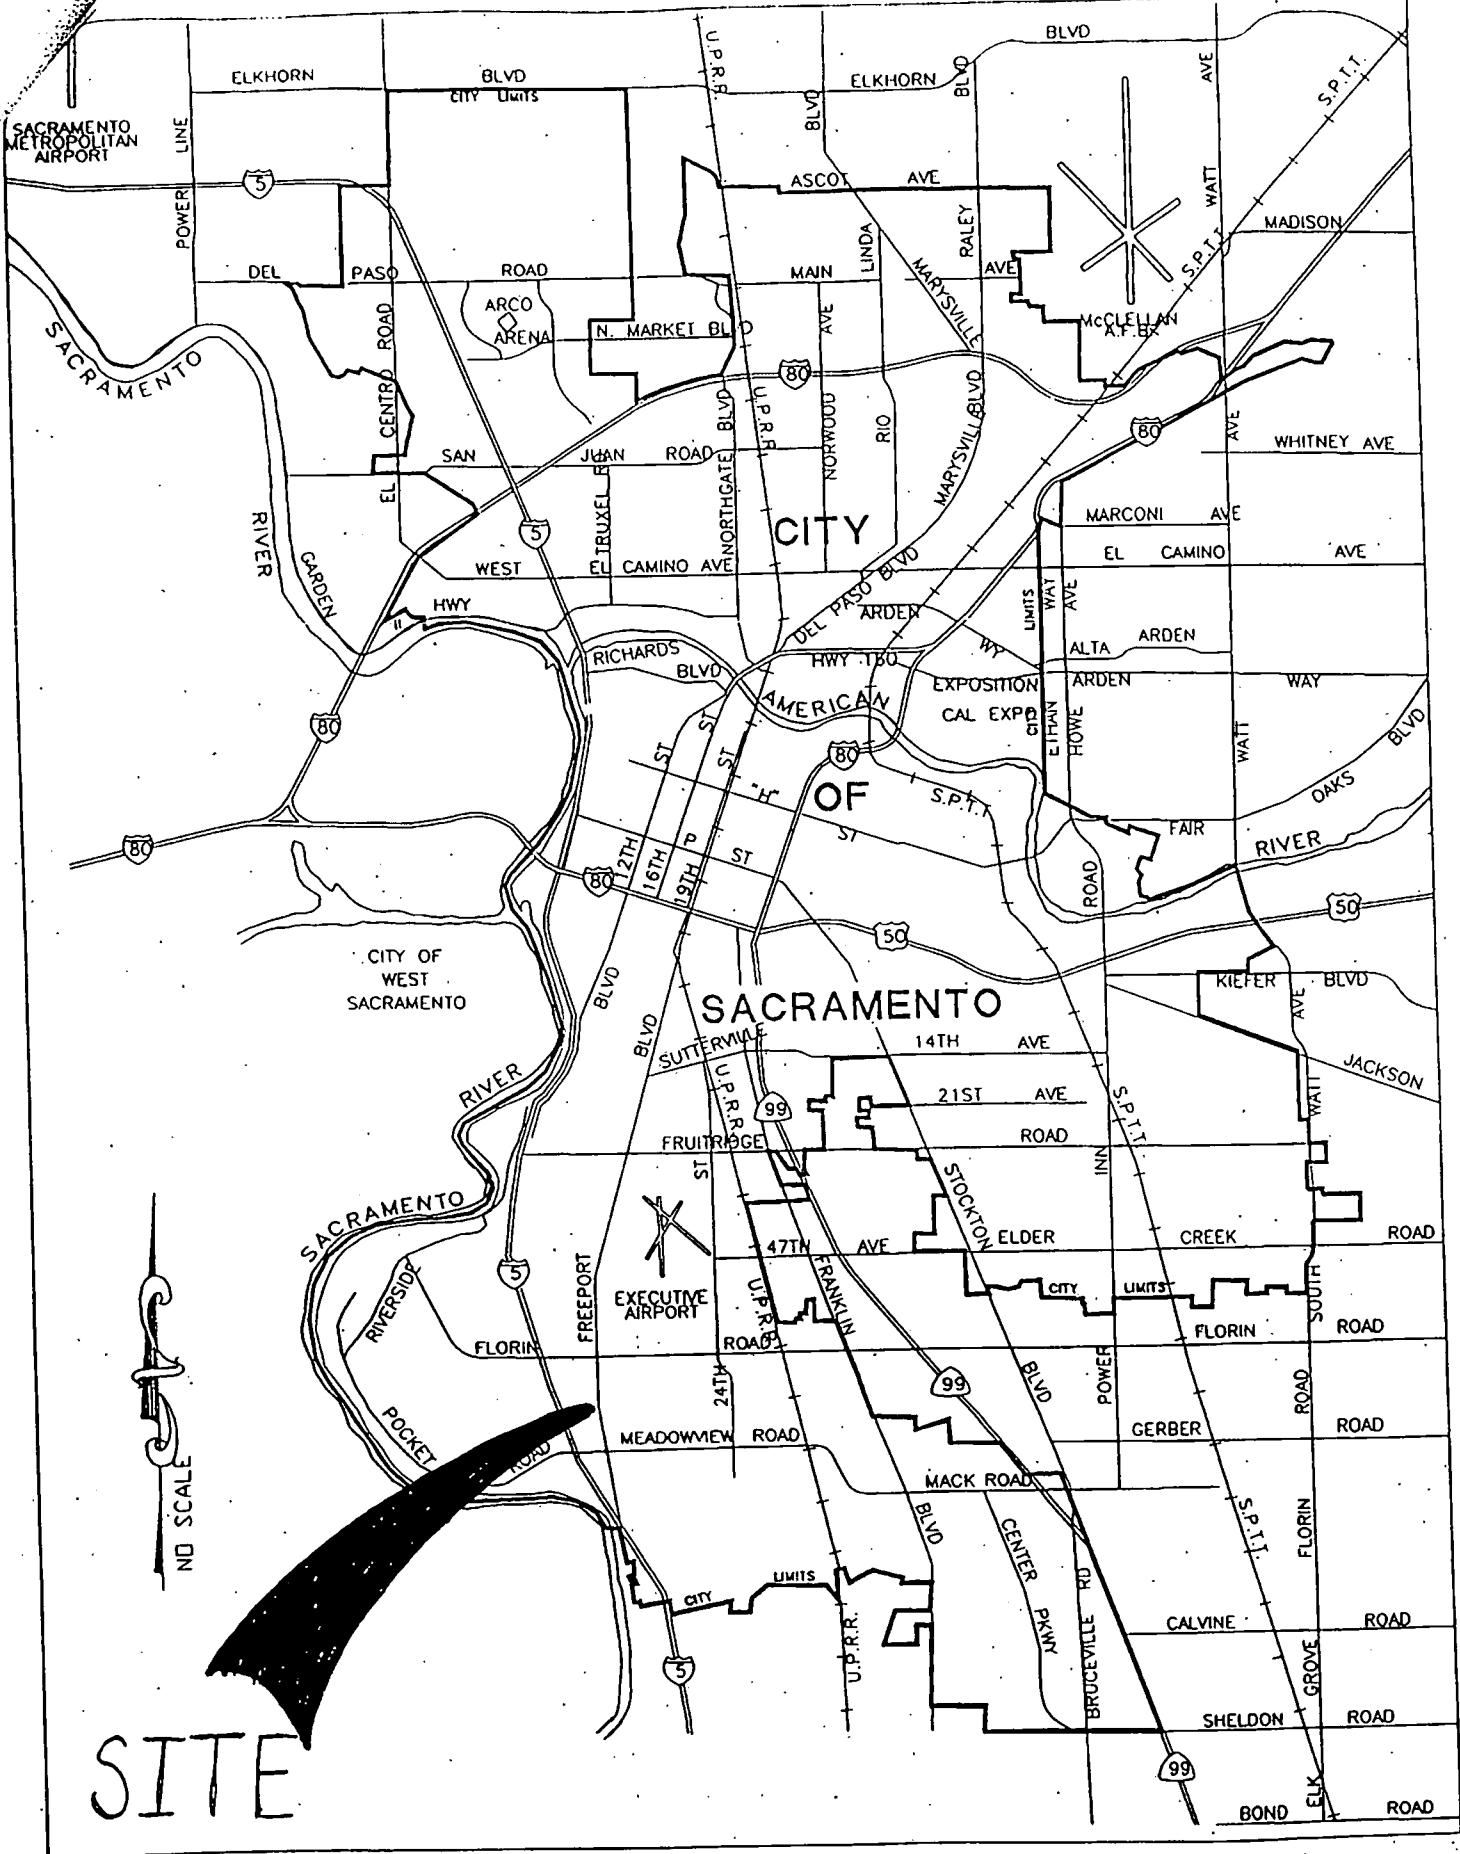 BLVD
ELKHORN BLVD
CITY LIMITS
ELKHORN
BLVD
BLVD
U.P.R.R.
AVE
S.P.T.T.
SACRAMENTO
METROPOLITAN
AIRPORT
POWER LINE
5
ASCOT AVE
WATT
MADISON
RALEY
LINDA
DEL PASO ROAD
MAIN AVE
MARYSVILLE
S.P.T.T.
ARCO
ARENA
N. MARKET BLVD
AVE
McCLELLAN
A.F.B.
SACRAMENTO
EL CENTRO ROAD
80
U.P.R.R.
BLVD
NORWOOD
RIO
MARYSVILLE BLVD
80
AVE
WHITNEY AVE
SAN JUAN ROAD
NORTHGATE
EL TRUXEL
RIVER
5
CITY
MARCONI AVE
EL CAMINO AVE
WEST EL CAMINO AVE
GARDEN
HWY
DEL PASO BLVD
ARDEN
WY
LIMITS
WAY
AVE
ALTA ARDEN
RICHARDS
BLVD
HWY 160
EXPOSITION
ARDEN WAY
CAL EXPO
CITY
ETHAN
HOWE
AMERICAN
80
ST
ST
ST
80
WATT
BLVD
OAKS
FAIR
"H"
ST
OF
S.P.T.T.
RIVER
80
12TH
16TH
19TH
P
ST
80
ROAD
50
50
CITY OF
WEST
SACRAMENTO
BLVD
BLVD
SACRAMENTO
KIEFER BLVD
AVE
SUTTERVILLE
14TH AVE
JACKSON
RIVER
U.P.R.R.
99
21ST AVE
S.P.T.T.
WATT
FRUITRIDGE
ROAD
ST
INN
SACRAMENTO
STOCKTON
ELDER CREEK ROAD
47TH AVE
5
RIVERSIDE
FREEPORT
EXECUTIVE
AIRPORT
U.P.R.R.
FRANKLIN
CITY LIMITS
SOUTH
FLORIN ROAD
FLORIN ROAD
24TH
99
BLVD
POWER
ROAD
POCKET
ROAD
MEADOWVIEW ROAD
GERBER ROAD
MACK ROAD
NO SCALE
BLVD
CENTER
PKWY
S.P.T.T.
FLORIN
CITY LIMITS
RD
BRUCEVILLE
U.P.R.R.
CALVINE ROAD
5
GROVE
SHELDON ROAD
SITE
99
ELK
BOND ROAD